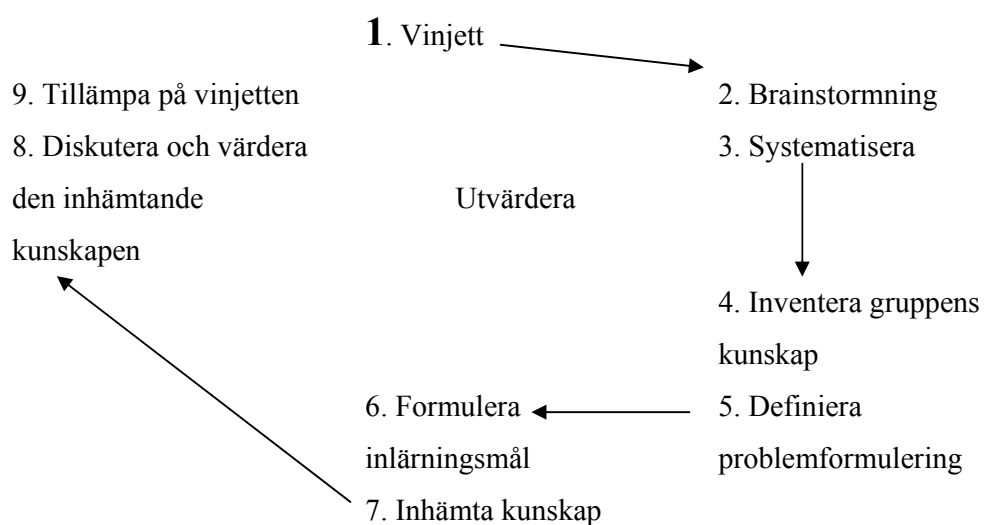 1. Vinjett
2. Brainstormning
3. Systematisera
4. Inventera gruppens
kunskap
5. Definiera
problemformulering
6. Formulera
inlärningsmål
7. Inhämta kunskap
9. Tillämpa på vinjetten
8. Diskutera och värdera
den inhämtande
kunskapen
Utvärdera